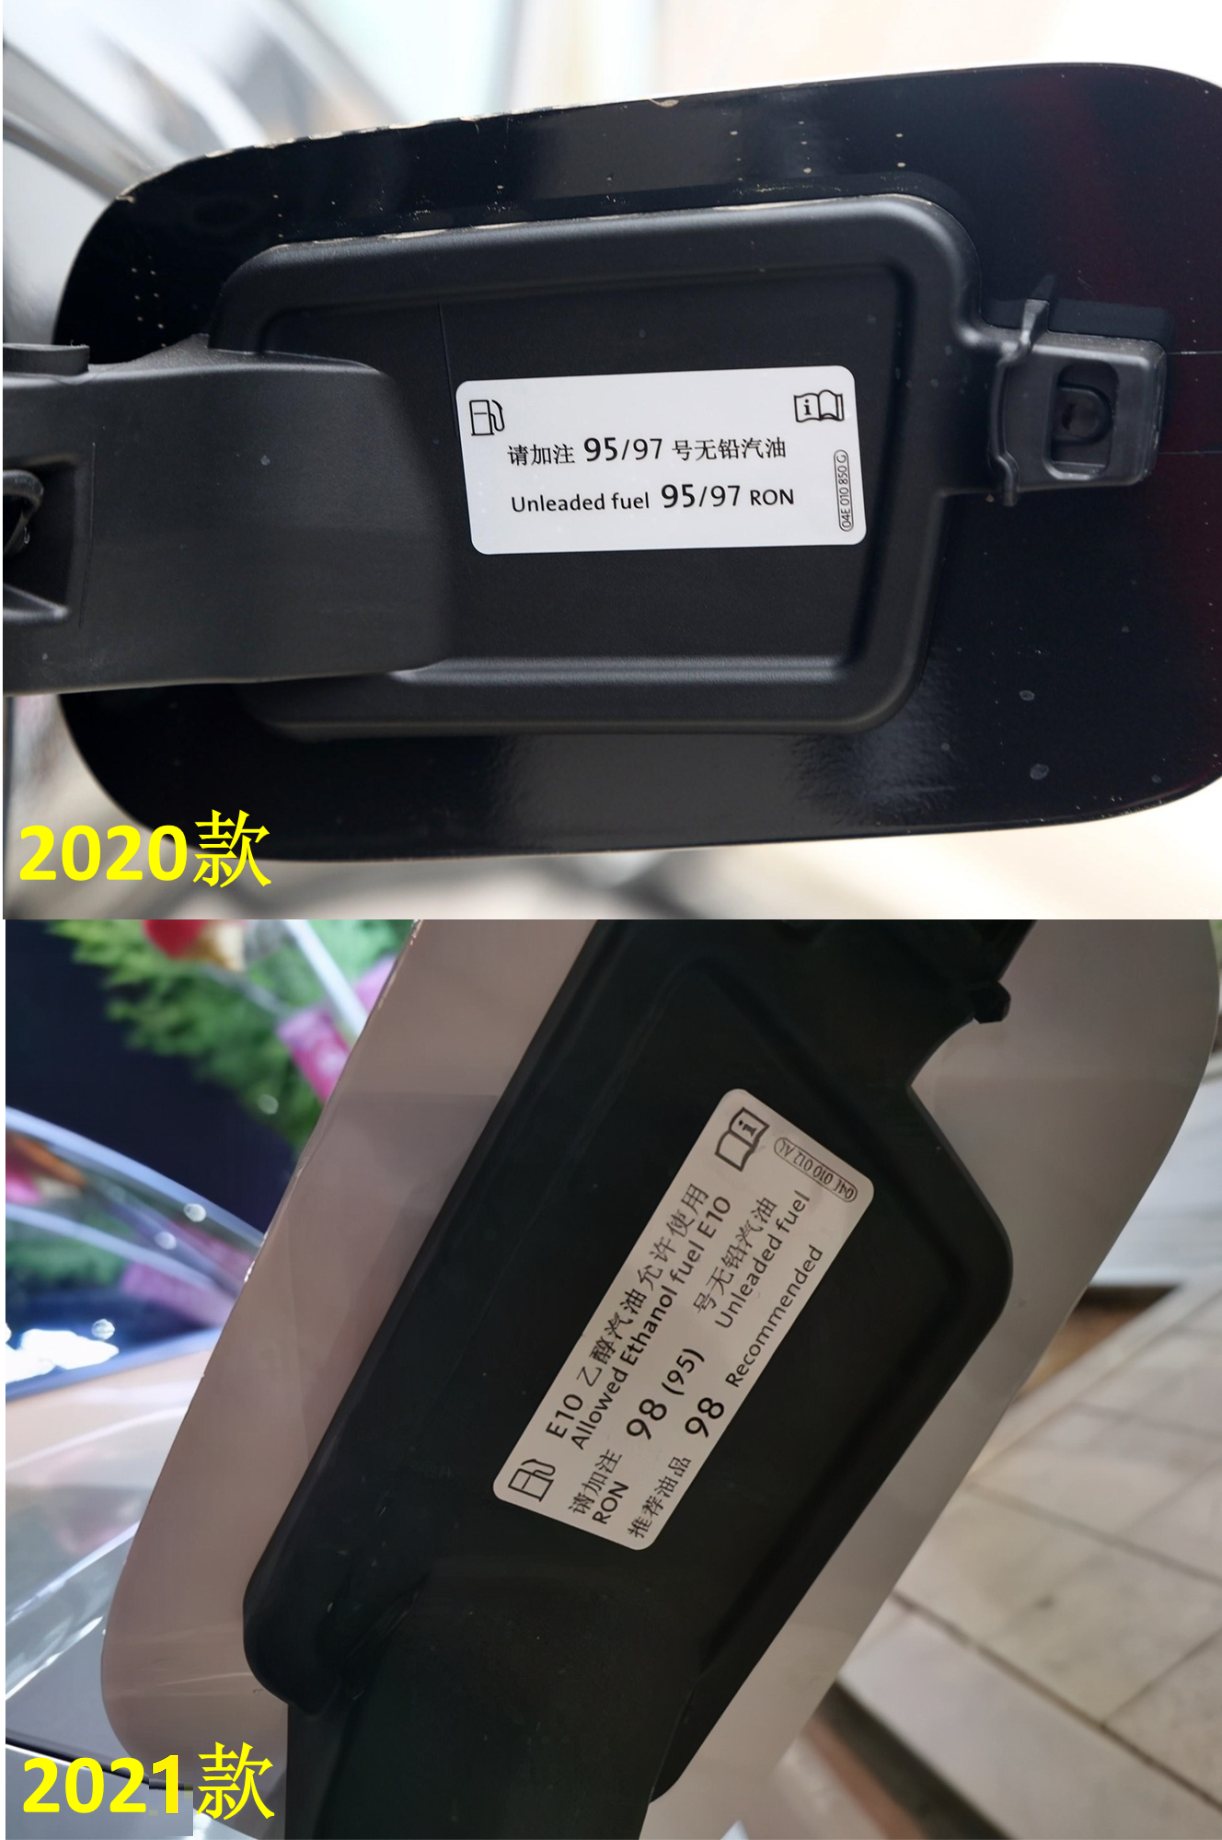 请加注 95/97 号无铅汽油
Unleaded fuel 95/97 RON
04E 010 850 G
2020款
E10 乙醇汽油允许使用
Allowed Ethanol fuel E10
请加注 98 (95) 号无铅汽油
RON Unleaded fuel
推荐油品 98 Recommended
04E 010 012 AL
2021款